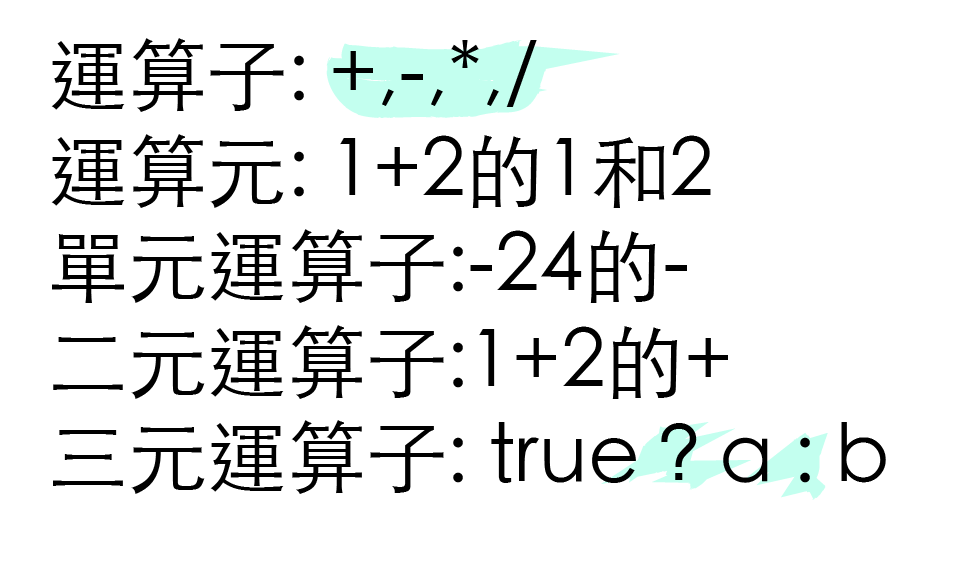 運算子: +,-,*,/
運算元: 1+2的1和2
單元運算子:-24的-
二元運算子:1+2的+
三元運算子: true ? a : b